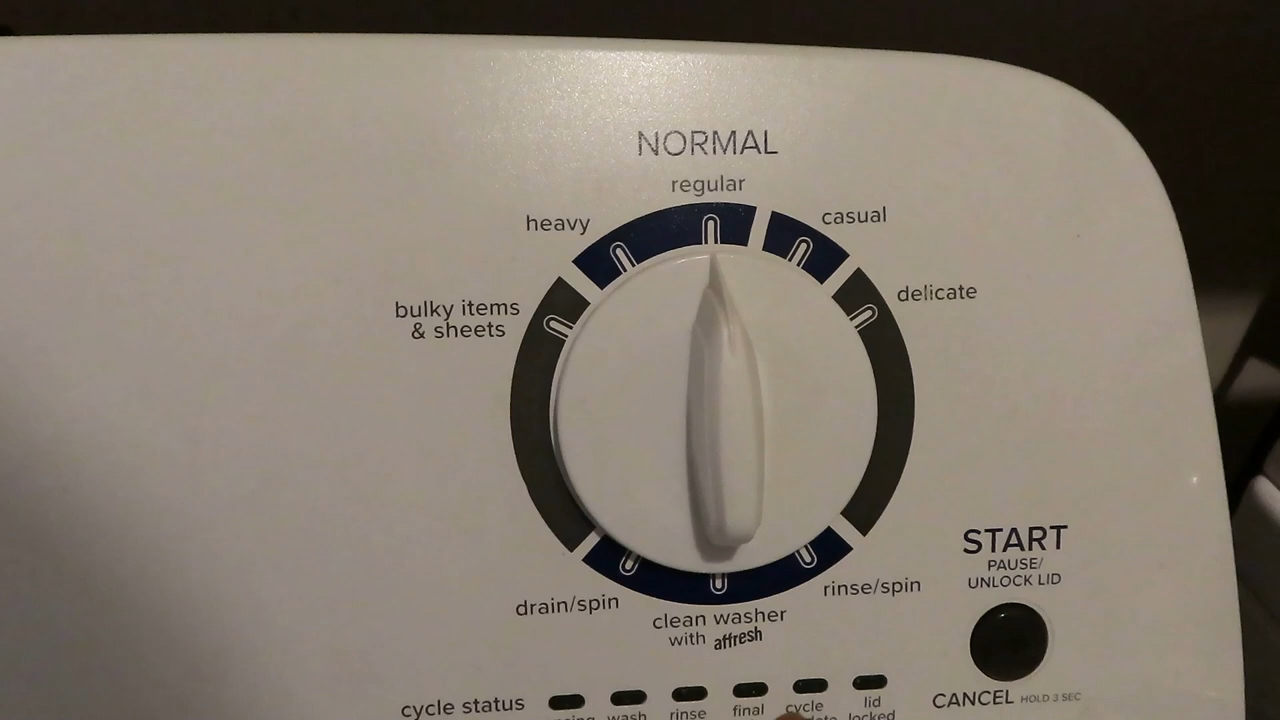 NORMAL
regular
heavy
casual
bulky items
& sheets
delicate
START
PAUSE/
UNLOCK LID
drain/spin
rinse/spin
clean washer
with affresh
cycle status
wash
rinse
final
cycle
lid
locked
CANCEL HOLD 3 SEC